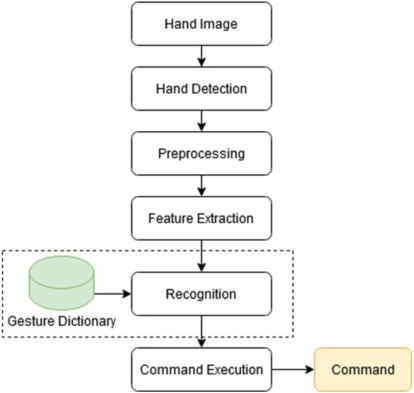 Hand Image
Hand Detection
Preprocessing
Feature Extraction
Recognition
Gesture Dictionary
Command Execution
Command